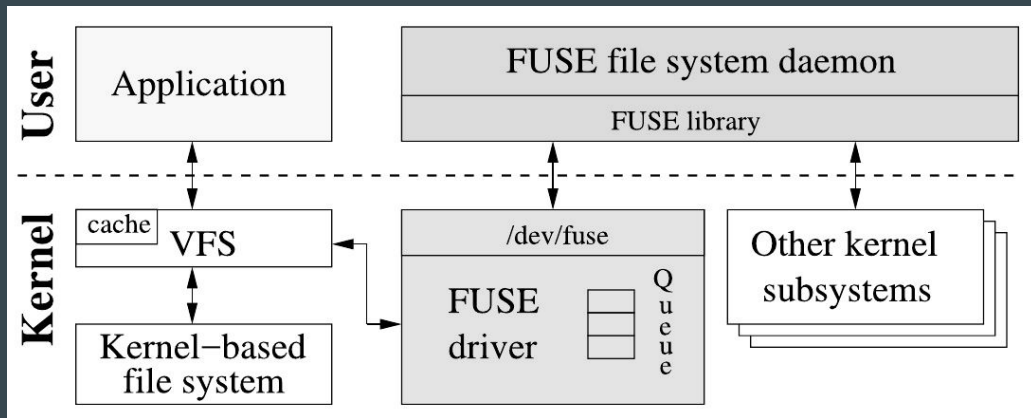 User
Application
FUSE file system daemon
FUSE library
Kernel
cache
VFS
Kernel−based
file system
/dev/fuse
FUSE
driver
Queue
Other kernel
subsystems